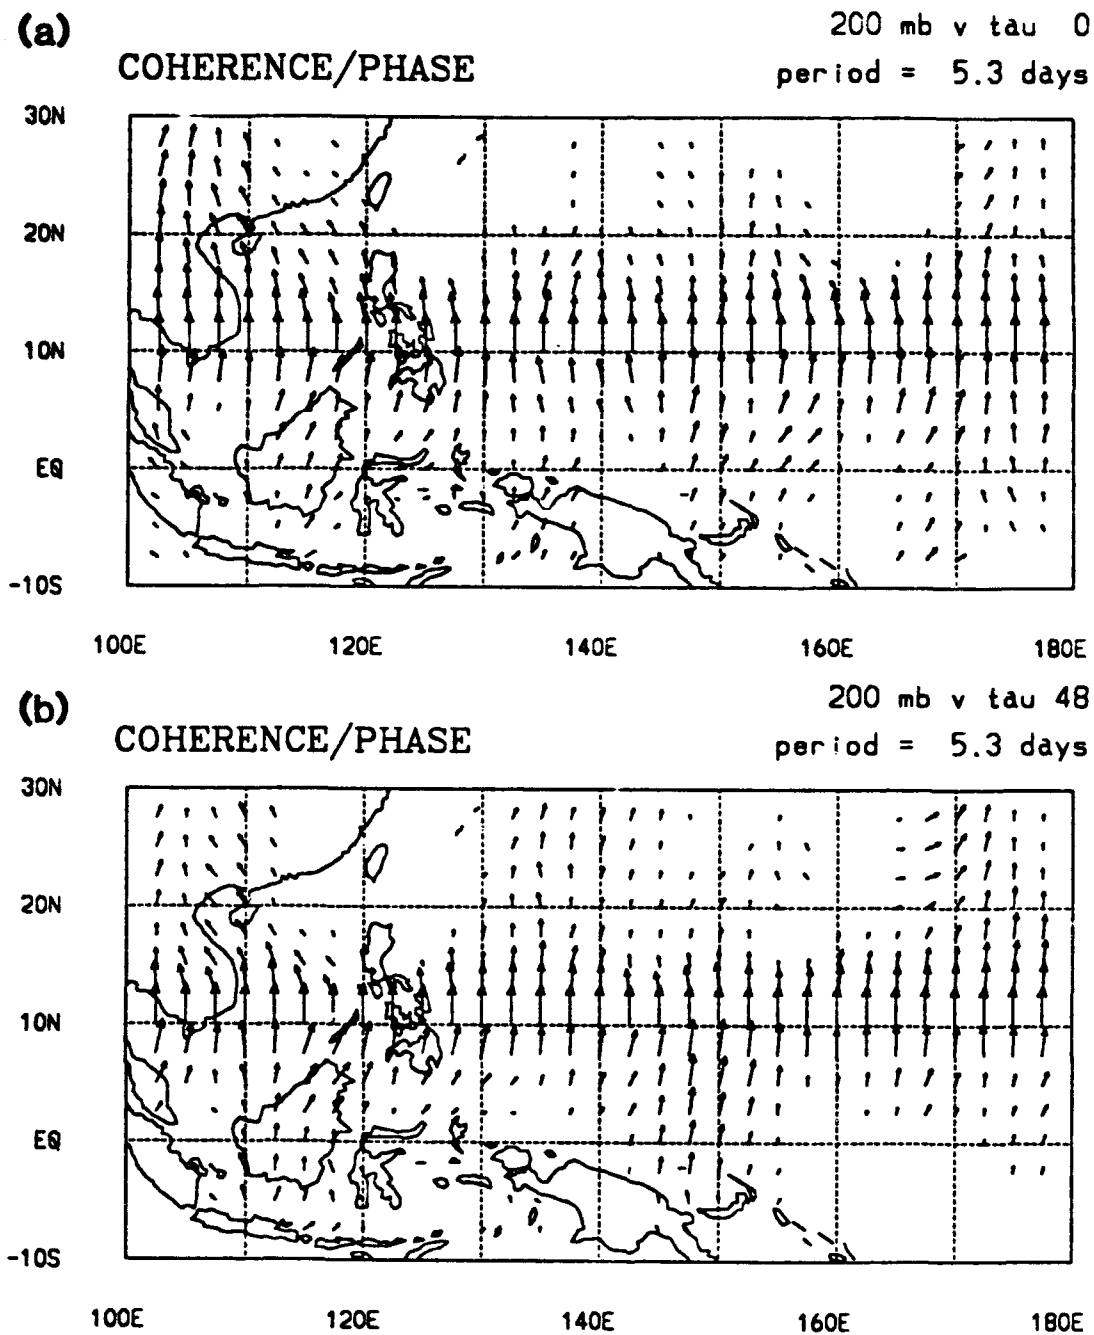 (a)
200 mb v tau 0
COHERENCE/PHASE
period = 5.3 days
30N
20N
10N
EQ
-10S
100E 120E 140E 160E 180E
(b)
200 mb v tau 48
COHERENCE/PHASE
period = 5.3 days
30N
20N
10N
EQ
-10S
100E 120E 140E 160E 180E